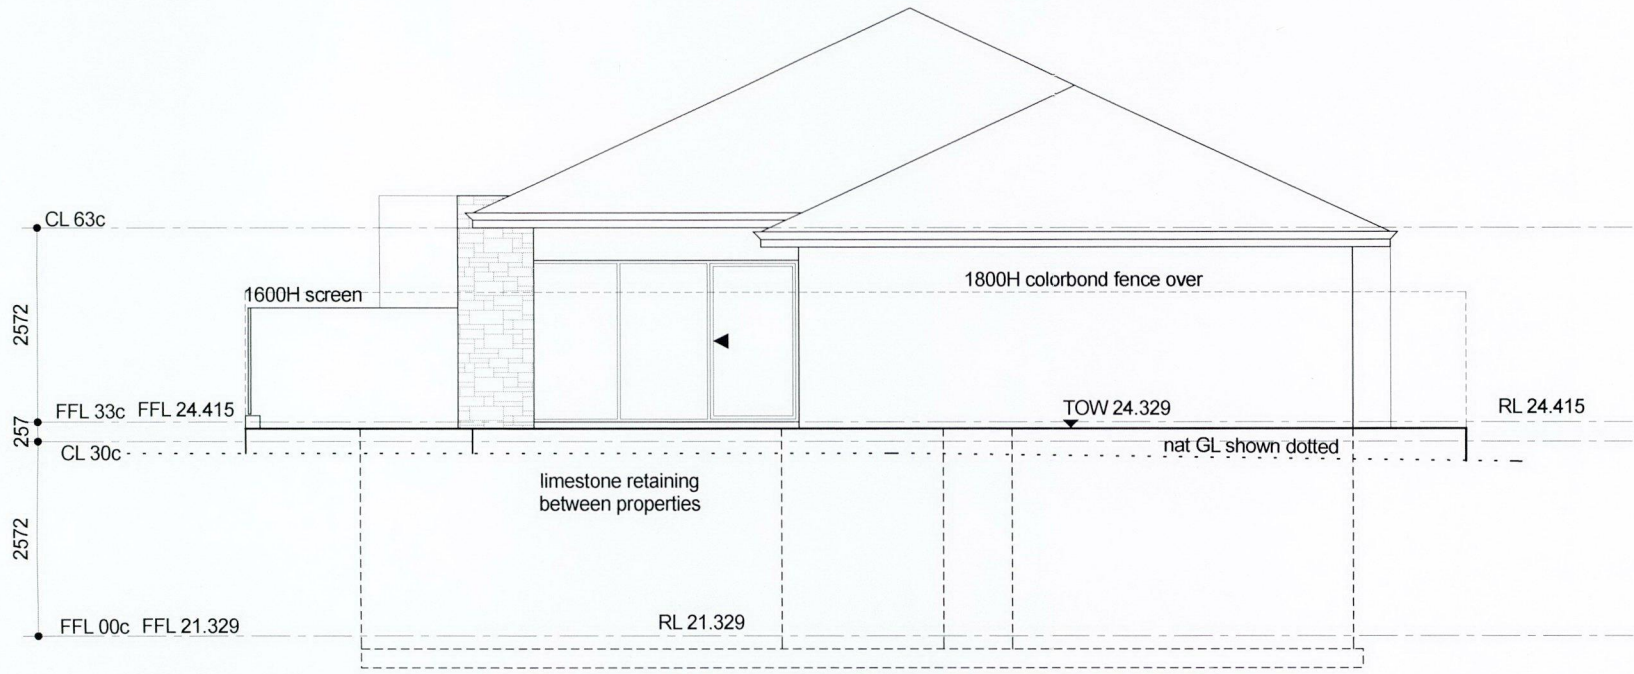 CL 63c
1800H colorbond fence over
1600H screen
2572
FFL 33c FFL 24.415
TOW 24.329
RL 24.415
257
CL 30c
nat GL shown dotted
limestone retaining
between properties
2572
FFL 00c FFL 21.329
RL 21.329